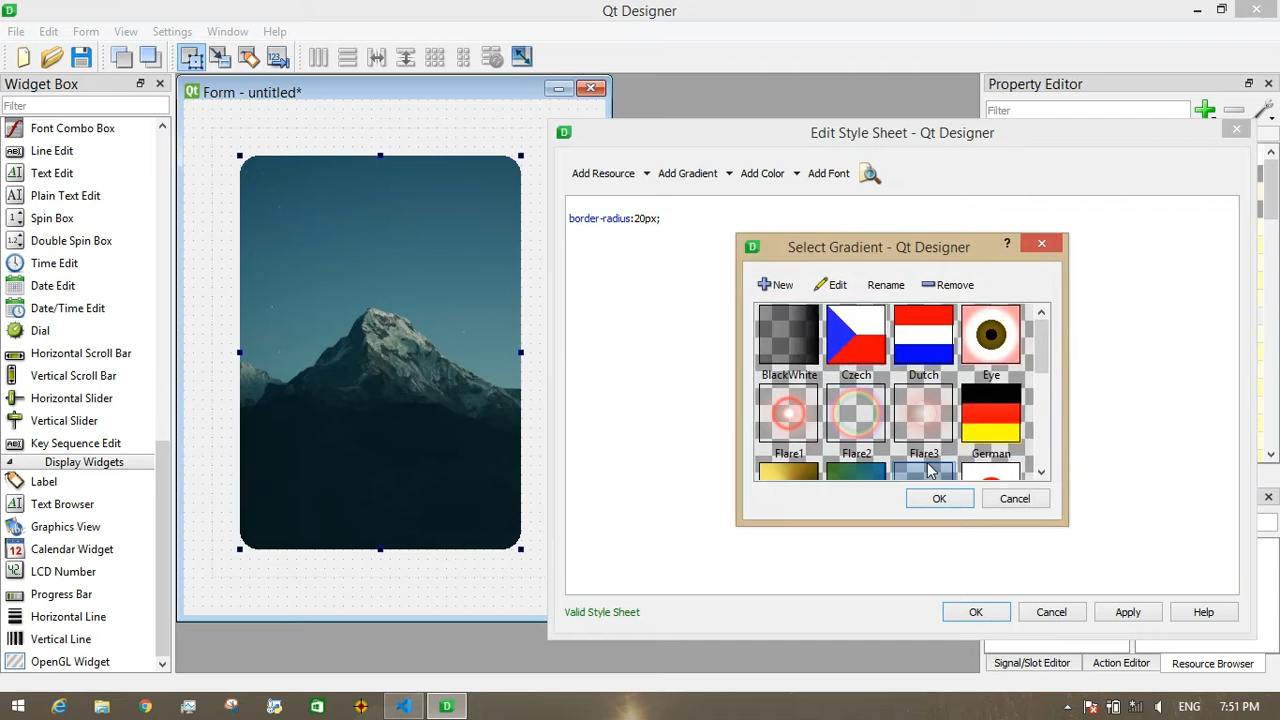 Qt Designer
File Edit Form View Settings Window Help
Widget Box
Filter
Font Combo Box
Line Edit
Text Edit
Plain Text Edit
Spin Box
Double Spin Box
Time Edit
Date Edit
Date/Time Edit
Dial
Horizontal Scroll Bar
Vertical Scroll Bar
Horizontal Slider
Vertical Slider
Key Sequence Edit
Display Widgets
Label
Text Browser
Graphics View
Calendar Widget
LCD Number
Progress Bar
Horizontal Line
Vertical Line
OpenGL Widget
Form - untitled*
Property Editor
Filter
Edit Style Sheet - Qt Designer
Add Resource Add Gradient Add Color Add Font
border-radius:20px;
Select Gradient - Qt Designer
New Edit Rename Remove
BlackWhite Czech Dutch Eye
Flare1 Flare2 Flare3 German
OK Cancel
Valid Style Sheet
OK Cancel Apply Help
Signal/Slot Editor Action Editor Resource Browser
ENG 7:51 PM